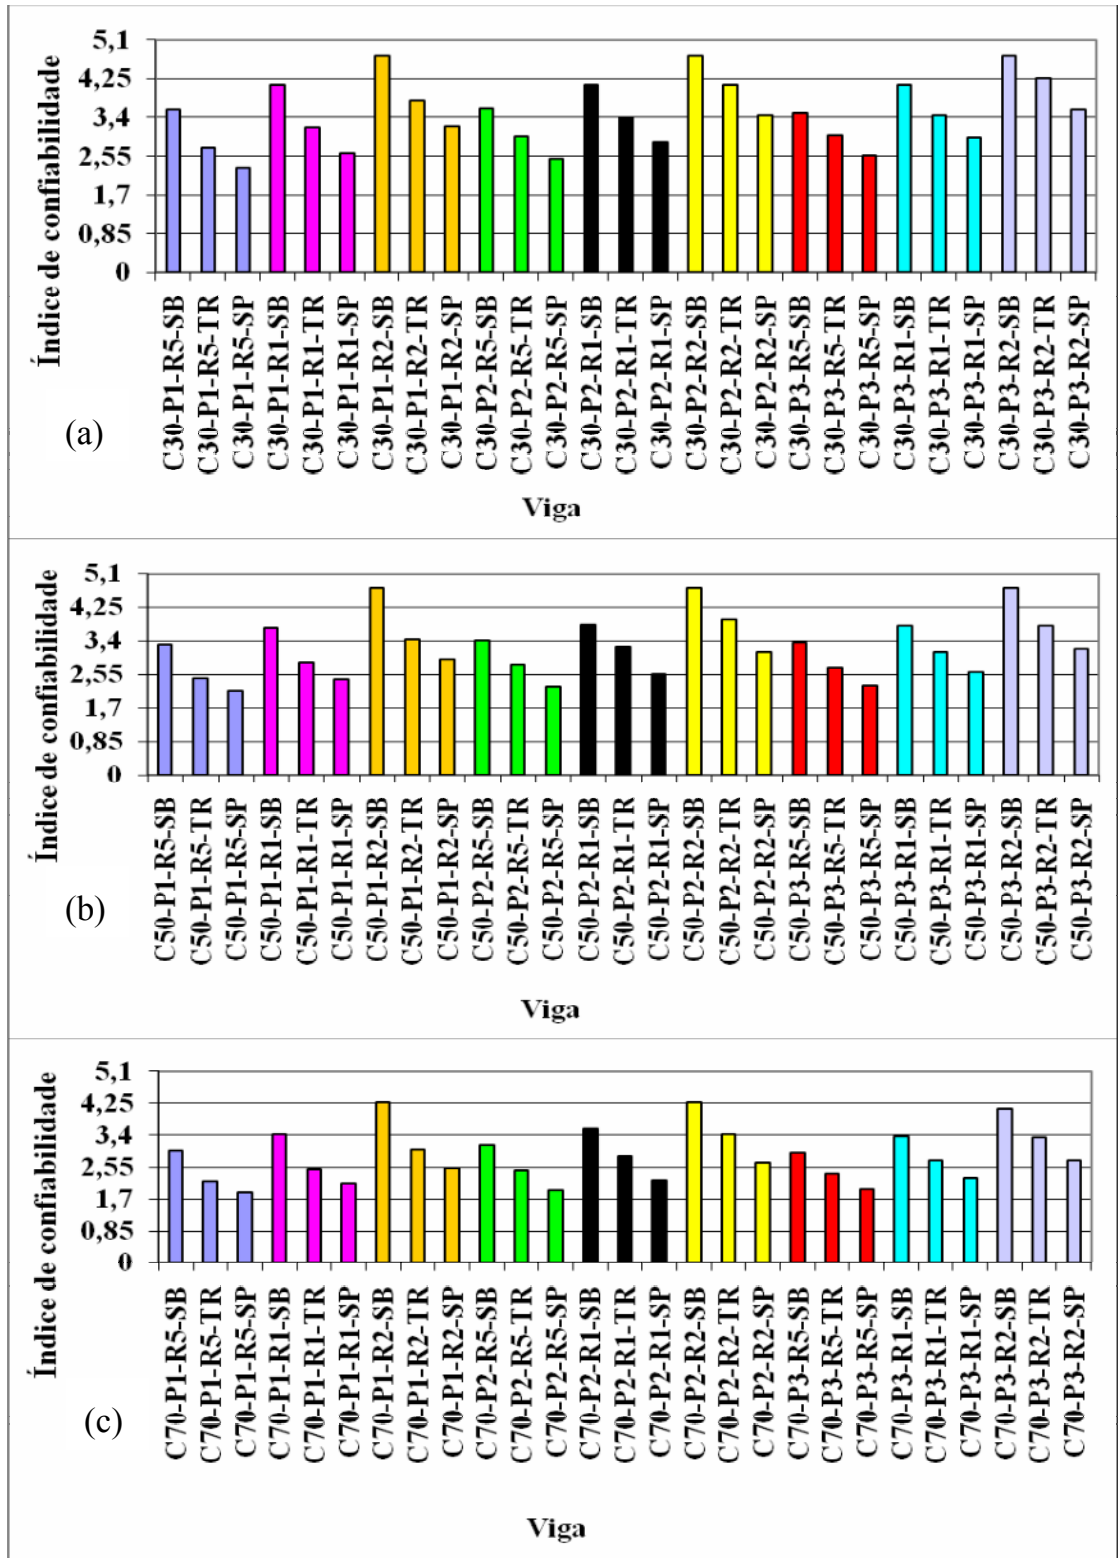 Índice de confiabilidade
5,1
4,25
3,4
2,55
1,7
0,85
0
C30-P1-R5-SB
C30-P1-R5-TR
C30-P1-R5-SP
C30-P1-R1-SB
C30-P1-R1-TR
C30-P1-R1-SP
C30-P1-R2-SB
C30-P1-R2-TR
C30-P1-R2-SP
C30-P2-R5-SB
C30-P2-R5-TR
C30-P2-R5-SP
C30-P2-R1-SB
C30-P2-R1-TR
C30-P2-R1-SP
C30-P2-R2-SB
C30-P2-R2-TR
C30-P2-R2-SP
C30-P3-R5-SB
C30-P3-R5-TR
C30-P3-R5-SP
C30-P3-R1-SB
C30-P3-R1-TR
C30-P3-R1-SP
C30-P3-R2-SB
C30-P3-R2-TR
C30-P3-R2-SP
(a)
Viga
Índice de confiabilidade
5,1
4,25
3,4
2,55
1,7
0,85
0
C50-P1-R5-SB
C50-P1-R5-TR
C50-P1-R5-SP
C50-P1-R1-SB
C50-P1-R1-TR
C50-P1-R1-SP
C50-P1-R2-SB
C50-P1-R2-TR
C50-P1-R2-SP
C50-P2-R5-SB
C50-P2-R5-TR
C50-P2-R5-SP
C50-P2-R1-SB
C50-P2-R1-TR
C50-P2-R1-SP
C50-P2-R2-SB
C50-P2-R2-TR
C50-P2-R2-SP
C50-P3-R5-SB
C50-P3-R5-TR
C50-P3-R5-SP
C50-P3-R1-SB
C50-P3-R1-TR
C50-P3-R1-SP
C50-P3-R2-SB
C50-P3-R2-TR
C50-P3-R2-SP
(b)
Viga
Índice de confiabilidade
5,1
4,25
3,4
2,55
1,7
0,85
0
C70-P1-R5-SB
C70-P1-R5-TR
C70-P1-R5-SP
C70-P1-R1-SB
C70-P1-R1-TR
C70-P1-R1-SP
C70-P1-R2-SB
C70-P1-R2-TR
C70-P1-R2-SP
C70-P2-R5-SB
C70-P2-R5-TR
C70-P2-R5-SP
C70-P2-R1-SB
C70-P2-R1-TR
C70-P2-R1-SP
C70-P2-R2-SB
C70-P2-R2-TR
C70-P2-R2-SP
C70-P3-R5-SB
C70-P3-R5-TR
C70-P3-R5-SP
C70-P3-R1-SB
C70-P3-R1-TR
C70-P3-R1-SP
C70-P3-R2-SB
C70-P3-R2-TR
C70-P3-R2-SP
(c)
Viga